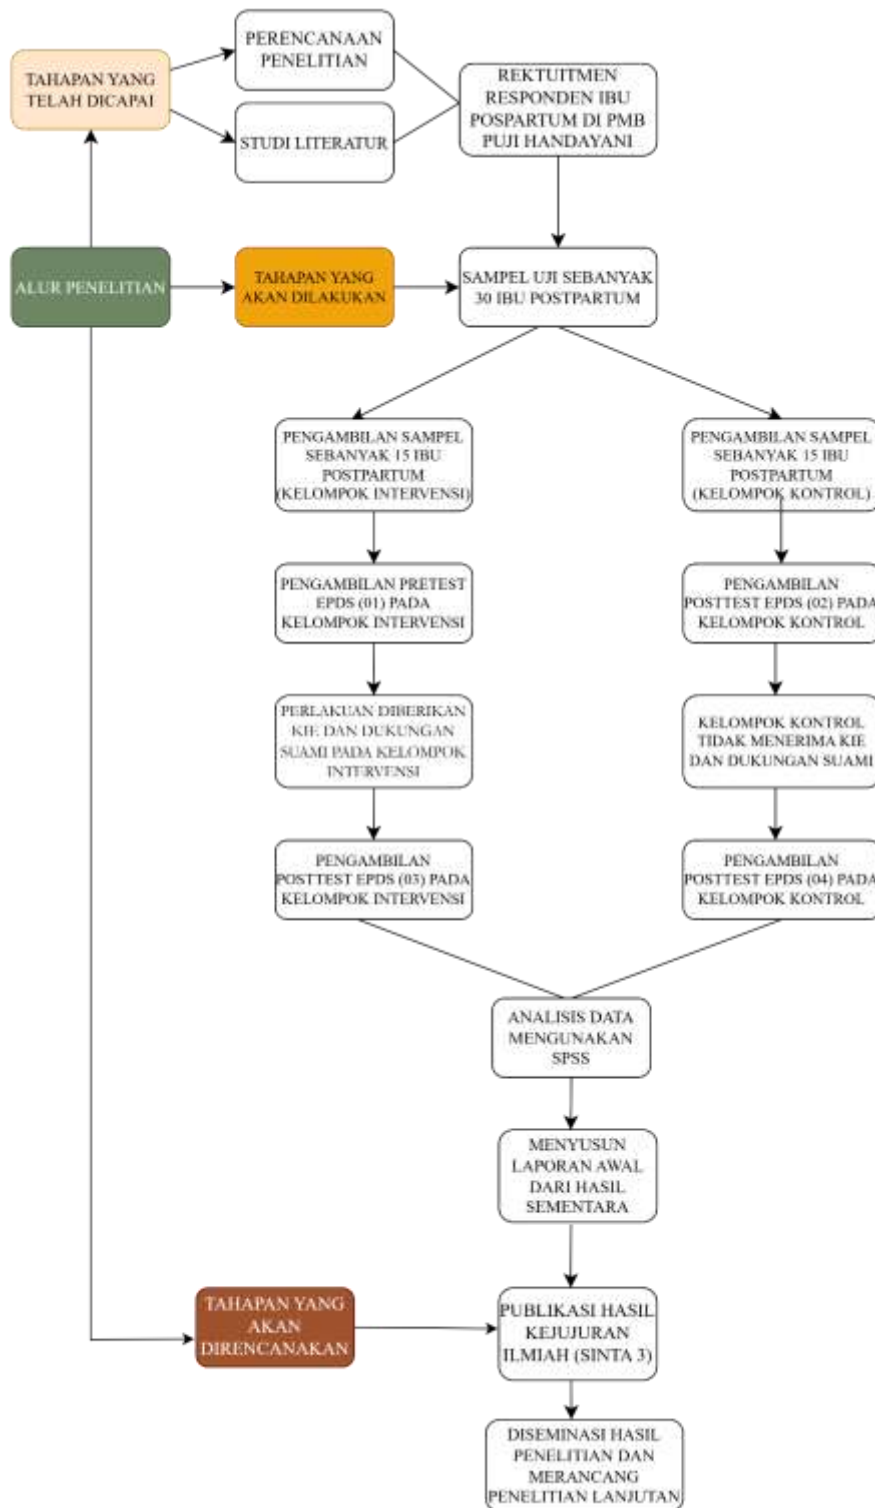 PERENCANAAN
PENELITIAN
TAHAPAN YANG
TELAH DICAPAI
STUDI LITERATUR
REKTUITMEN
RESPONDEN IBU
POSPARTUM DI PMB
PUJI HANDAYANI
ALUR PENELITIAN
TAHAPAN YANG
AKAN DILAKUKAN
SAMPEL UJI SEBANYAK
30 IBU POSTPARTUM
PENGAMBILAN SAMPEL
SEBANYAK 15 IBU
POSTPARTUM
(KELOMPOK INTERVENSI)
PENGAMBILAN SAMPEL
SEBANYAK 15 IBU
POSTPARTUM
(KELOMPOK KONTROL)
PENGAMBILAN PRETEST
EPDS (01) PADA
KELOMPOK INTERVENSI
PENGAMBILAN
POSTTEST EPDS (02) PADA
KELOMPOK KONTROL
PERLAKUAN DIBERIKAN
KIE DAN DUKUNGAN
SUAMI PADA KELOMPOK
INTERVENSI
KELOMPOK KONTROL
TIDAK MENERIMA KIE
DAN DUKUNGAN SUAMI
PENGAMBILAN
POSTTEST EPDS (03) PADA
KELOMPOK INTERVENSI
PENGAMBILAN
POSTTEST EPDS (04) PADA
KELOMPOK KONTROL
ANALISIS DATA
MENGUNAKAN
SPSS
MENYUSUN
LAPORAN AWAL
DARI HASIL
SEMENTARA
TAHAPAN YANG
AKAN
DIRENCANAKAN
PUBLIKASI HASIL
KEJUJURAN
ILMIAH (SINTA 3)
DISEMINASI HASIL
PENELITIAN DAN
MERANCANG
PENELITIAN LANJUTAN